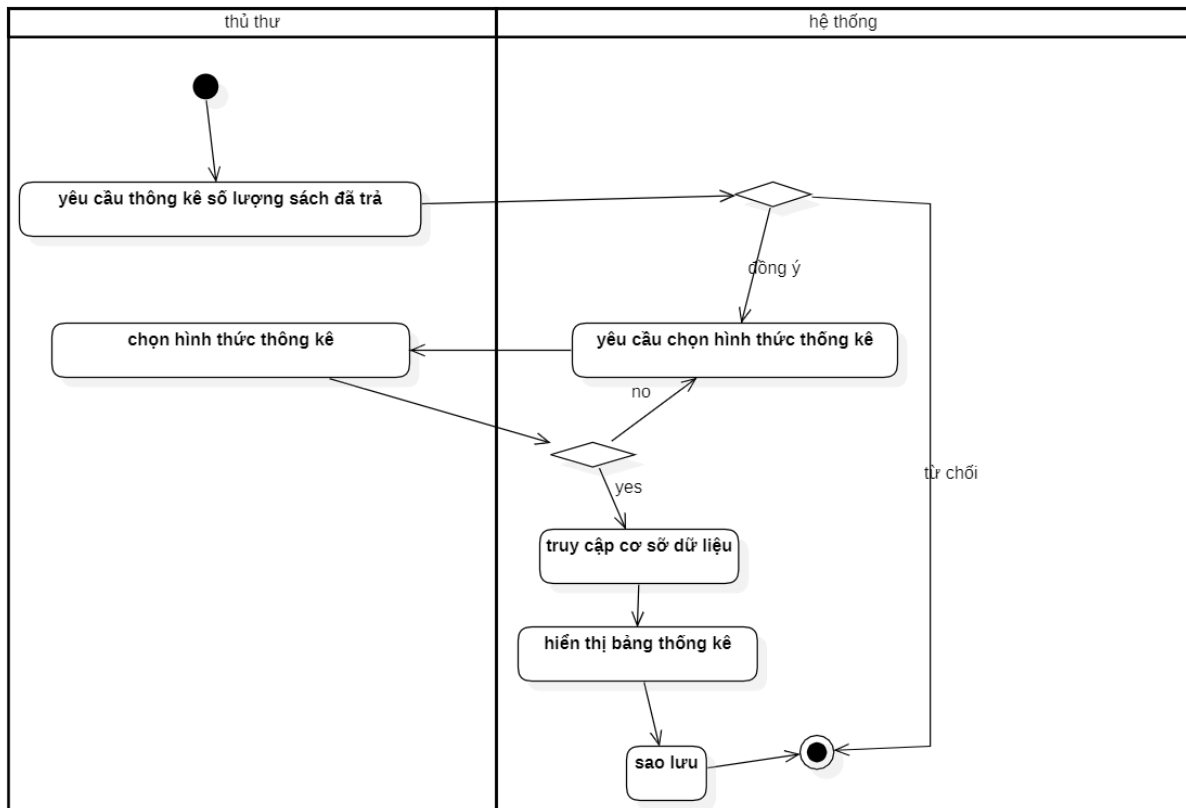 thủ thư
hệ thống
yêu cầu thông kê số lượng sách đã trả
đồng ý
chọn hình thức thông kê
yêu cầu chọn hình thức thống kê
no
từ chối
yes
truy cập cơ sỡ dữ liệu
hiển thị bảng thống kê
sao lưu